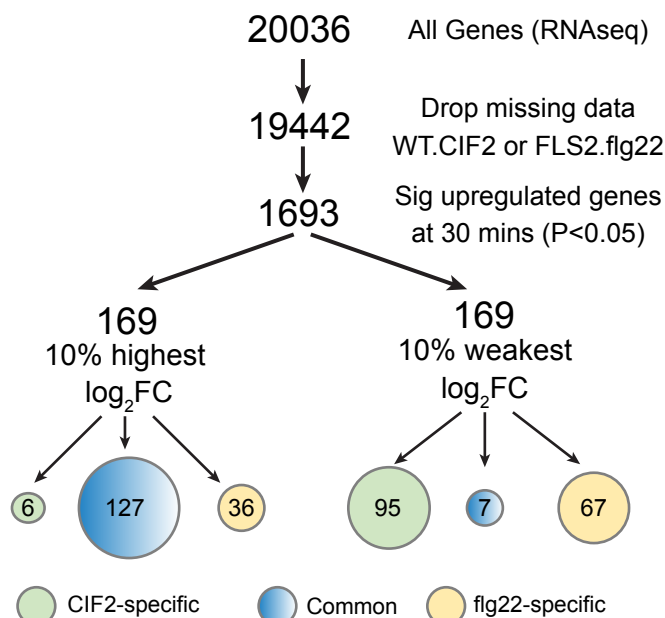 20036
All Genes (RNAseq)
19442
Drop missing data
WT.CIF2 or FLS2.flg22
1693
Sig upregulated genes
at 30 mins (P<0.05)
169
10% highest
log₂FC
169
10% weakest
log₂FC
6
127
36
95
7
67
CIF2-specific
Common
flg22-specific